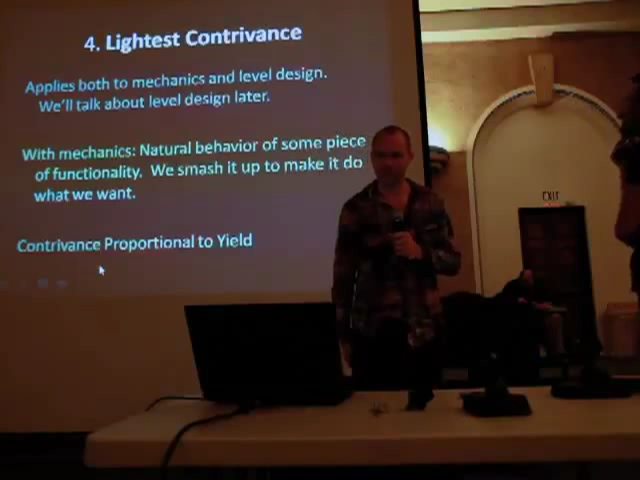 4. Lightest Contrivance
Applies both to mechanics and level design.
We'll talk about level design later.
With mechanics: Natural behavior of some piece
of functionality. We smash it up to make it do
what we want.
Contrivance Proportional to Yield
EXIT